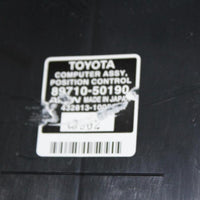 TOYOTA
COMPUTER ASSY,
POSITION CONTROL
89710-50190
MADE IN JAPAN